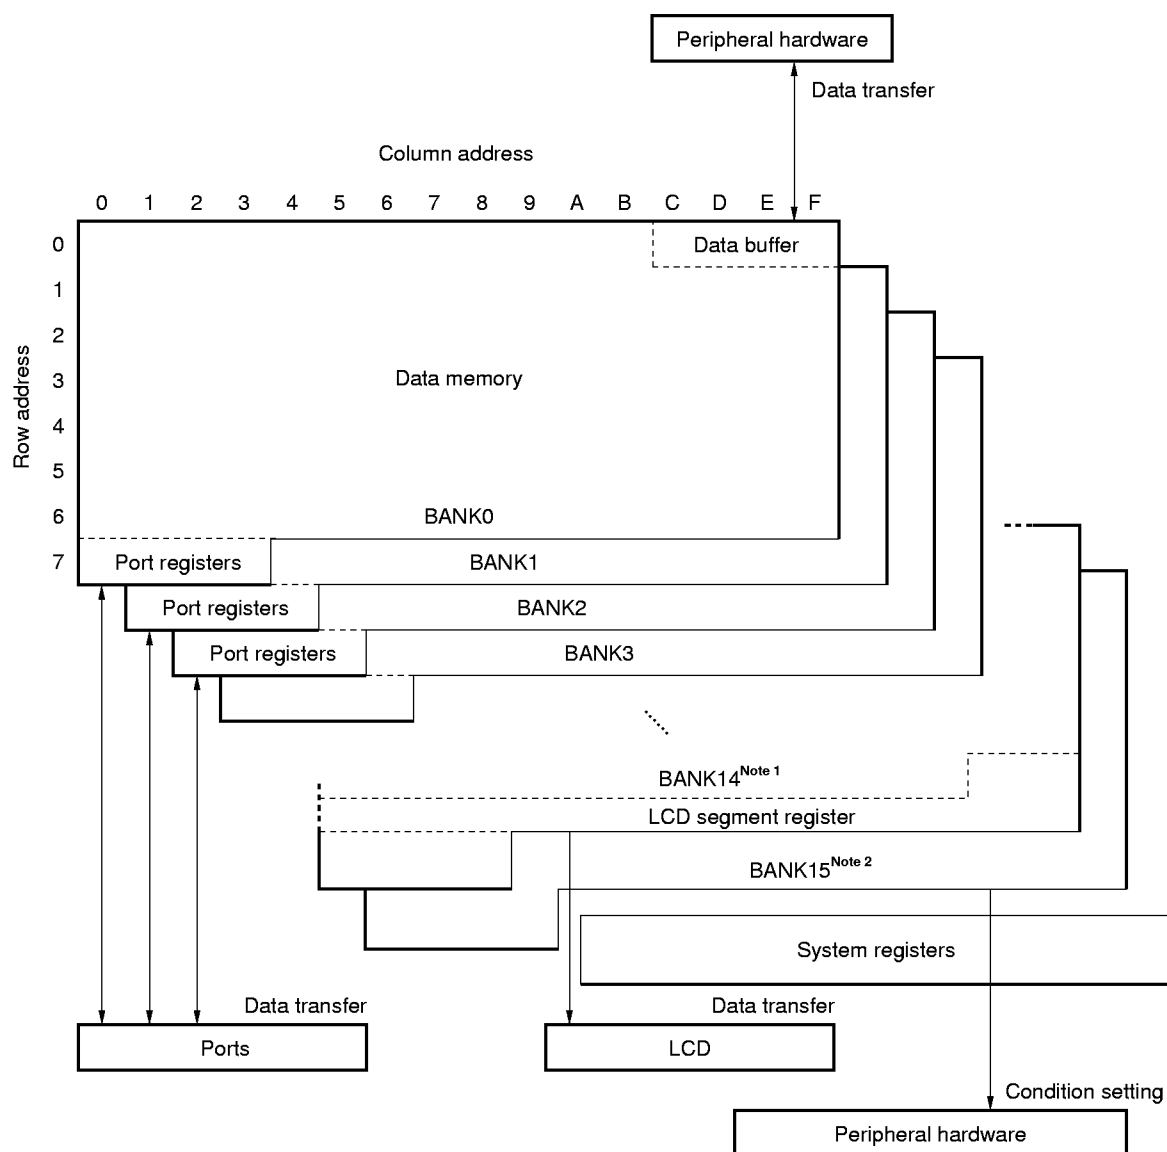 Peripheral hardware
Data transfer
Column address
0 1 2 3 4 5 6 7 8 9 A B C D E F
0 Data buffer
1
2
Row address
3 Data memory
4
5
6 BANK0
7 Port registers BANK1
Port registers BANK2
Port registers BANK3
BANK14Note 1
LCD segment register
BANK15Note 2
System registers
Data transfer Data transfer
Ports LCD
Condition setting
Peripheral hardware